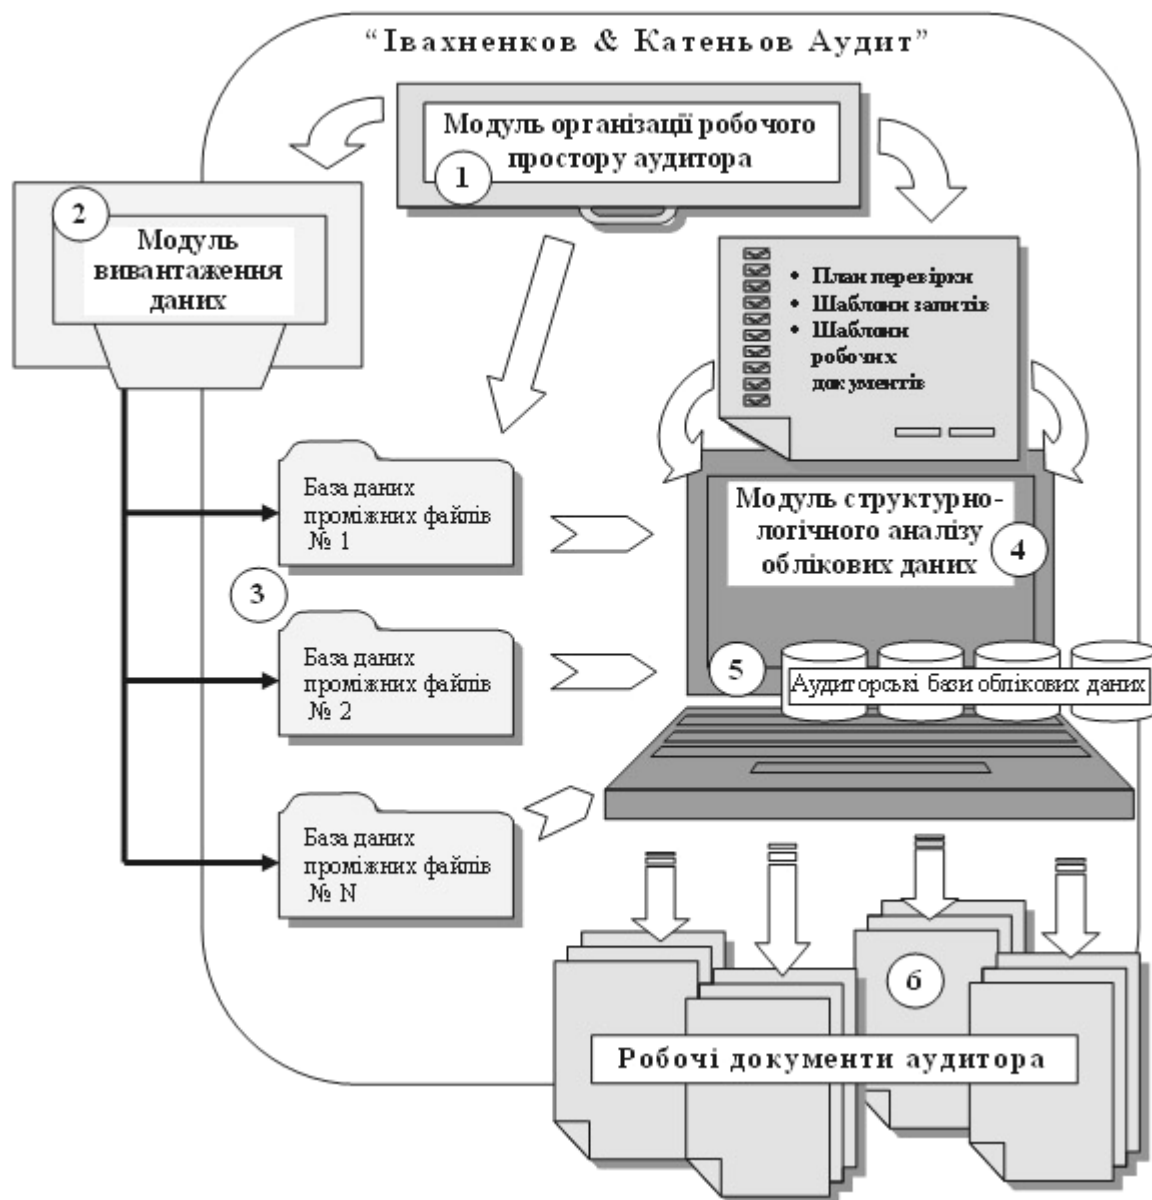 “Івахненков & Катеньов Аудит”
Модуль організації робочого
простору аудитора
1
2
Модуль
вивантаження
даних
• План перевірки
• Шаблони запитів
• Шаблони
робочих
документів
База даних
проміжних файлів
№ 1
Модуль структурно-
логічного аналізу
облікових даних
4
3
База даних
проміжних файлів
№ 2
5
Аудиторські бази облікових даних
База даних
проміжних файлів
№ N
6
Робочі документи аудитора